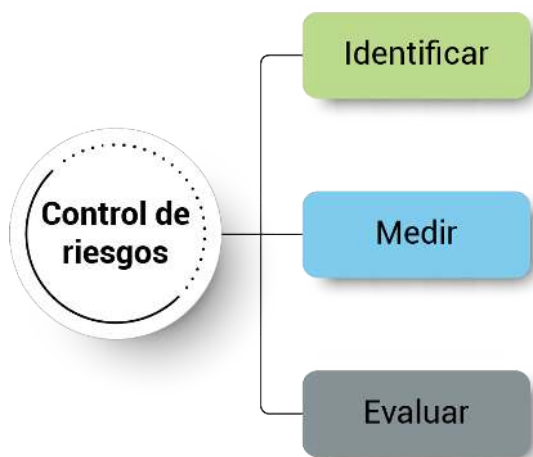 Control de
riesgos
Identificar
Medir
Evaluar